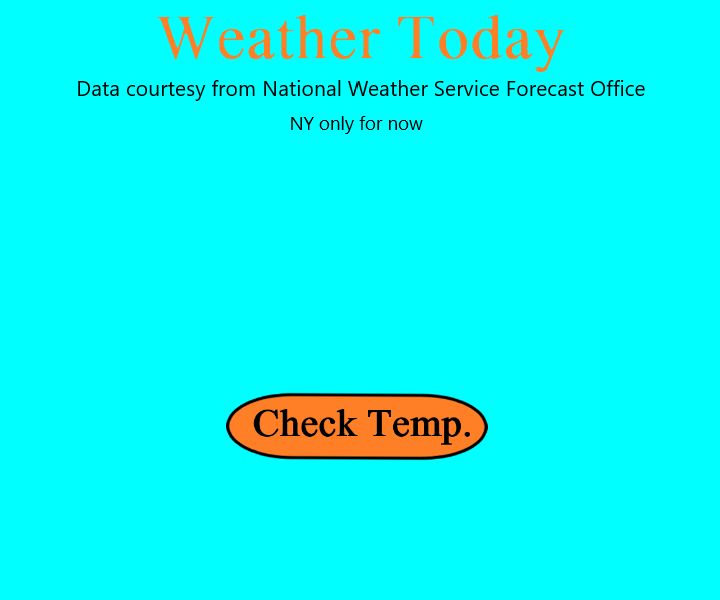 Weather Today
Data courtesy from National Weather Service Forecast Office
NY only for now
Check Temp.